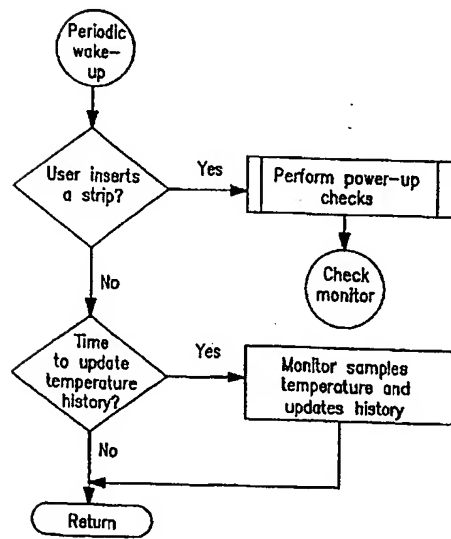 Periodic
wake-
up
User inserts
a strip?
Yes
Perform power-up
checks
Check
monitor
No
Time
to update
temperature
history?
Yes
Monitor samples
temperature and
updates history
No
Return